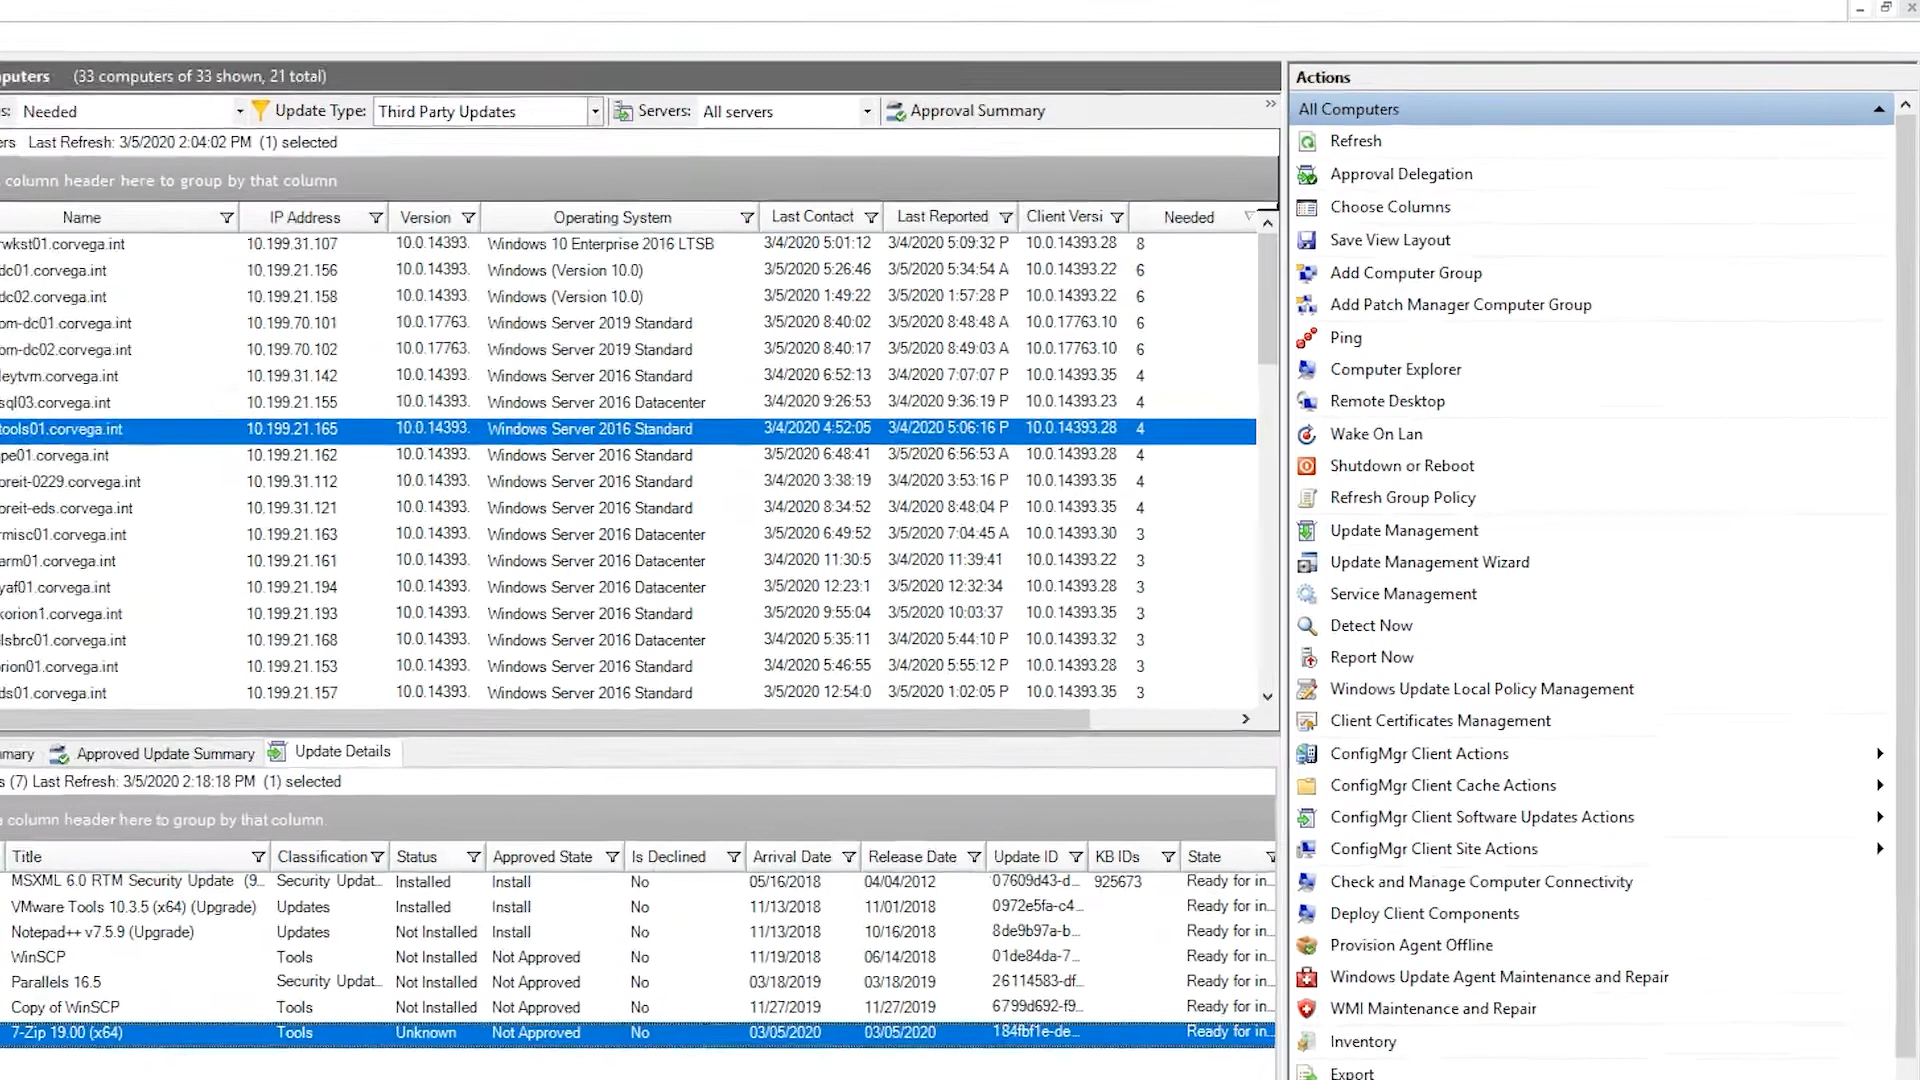 puters (33 computers of 33 shown, 21 total)
s: Needed Update Type: Third Party Updates Servers: All servers Approval Summary
ers Last Refresh: 3/5/2020 2:04:02 PM (1) selected
column header here to group by that column
Name IP Address Version Operating System Last Contact Last Reported Client Versi Needed
rwkst01.corvega.int 10.199.31.107 10.0.14393. Windows 10 Enterprise 2016 LTSB 3/4/2020 5:01:12 3/4/2020 5:09:32 P 10.0.14393.28 8
dc01.corvega.int 10.199.21.156 10.0.14393. Windows (Version 10.0) 3/5/2020 5:26:46 3/5/2020 5:34:54 A 10.0.14393.22 6
dc02.corvega.int 10.199.21.158 10.0.14393. Windows (Version 10.0) 3/5/2020 1:49:22 3/5/2020 1:57:28 P 10.0.14393.22 6
om-dc01.corvega.int 10.199.70.101 10.0.17763. Windows Server 2019 Standard 3/5/2020 8:40:02 3/5/2020 8:48:48 A 10.0.17763.10 6
om-dc02.corvega.int 10.199.70.102 10.0.17763. Windows Server 2019 Standard 3/5/2020 8:40:17 3/5/2020 8:49:03 A 10.0.17763.10 6
leytvm.corvega.int 10.199.31.142 10.0.14393. Windows Server 2016 Standard 3/4/2020 6:52:13 3/4/2020 7:07:07 P 10.0.14393.35 4
sql03.corvega.int 10.199.21.155 10.0.14393. Windows Server 2016 Datacenter 3/4/2020 9:26:53 3/4/2020 9:36:19 P 10.0.14393.23 4
tools01.corvega.int 10.199.21.165 10.0.14393. Windows Server 2016 Standard 3/4/2020 4:52:05 3/4/2020 5:06:16 P 10.0.14393.28 4
ape01.corvega.int 10.199.21.162 10.0.14393. Windows Server 2016 Standard 3/5/2020 6:48:41 3/5/2020 6:56:53 A 10.0.14393.28 4
oreit-0229.corvega.int 10.199.31.112 10.0.14393. Windows Server 2016 Standard 3/4/2020 3:38:19 3/4/2020 3:53:16 P 10.0.14393.35 4
oreit-eds.corvega.int 10.199.31.121 10.0.14393. Windows Server 2016 Standard 3/4/2020 8:34:52 3/4/2020 8:48:04 P 10.0.14393.35 4
rmisc01.corvega.int 10.199.21.163 10.0.14393. Windows Server 2016 Datacenter 3/5/2020 6:49:52 3/5/2020 7:04:45 A 10.0.14393.30 3
arm01.corvega.int 10.199.21.161 10.0.14393. Windows Server 2016 Datacenter 3/4/2020 11:30:5 3/4/2020 11:39:41 10.0.14393.22 3
yaf01.corvega.int 10.199.21.194 10.0.14393. Windows Server 2016 Datacenter 3/5/2020 12:23:1 3/5/2020 12:32:34 10.0.14393.28 3
korion1.corvega.int 10.199.21.193 10.0.14393. Windows Server 2016 Standard 3/5/2020 9:55:04 3/5/2020 10:03:37 10.0.14393.35 3
ilsbrc01.corvega.int 10.199.21.168 10.0.14393. Windows Server 2016 Datacenter 3/4/2020 5:35:11 3/4/2020 5:44:10 P 10.0.14393.32 3
orion01.corvega.int 10.199.21.153 10.0.14393. Windows Server 2016 Standard 3/4/2020 5:46:55 3/4/2020 5:55:12 P 10.0.14393.28 3
ds01.corvega.int 10.199.21.157 10.0.14393. Windows Server 2016 Standard 3/5/2020 12:54:0 3/5/2020 1:02:05 P 10.0.14393.35 3
mmary Approved Update Summary Update Details
s (7) Last Refresh: 3/5/2020 2:18:18 PM (1) selected
column header here to group by that column.
Title Classification Status Approved State Is Declined Arrival Date Release Date Update ID KB IDs State
MSXML 6.0 RTM Security Update (9... Security Updat... Installed Install No 05/16/2018 04/04/2012 07609d43-d... 925673 Ready for in...
VMware Tools 10.3.5 (x64) (Upgrade) Updates Installed Install No 11/13/2018 11/01/2018 0972e5fa-c4... Ready for in...
Notepad++ v7.5.9 (Upgrade) Updates Not Installed Install No 11/13/2018 10/16/2018 8de9b97a-b... Ready for in...
WinSCP Tools Not Installed Not Approved No 11/19/2018 06/14/2018 01de84da-7... Ready for in...
Parallels 16.5 Security Updat... Not Installed Not Approved No 03/18/2019 03/18/2019 26114583-df... Ready for in...
Copy of WinSCP Tools Not Installed Not Approved No 11/27/2019 11/27/2019 6799d692-f9... Ready for in...
7-Zip 19.00 (x64) Tools Unknown Not Approved No 03/05/2020 03/05/2020 184fbf1e-de... Ready for in...
Actions
All Computers
Refresh
Approval Delegation
Choose Columns
Save View Layout
Add Computer Group
Add Patch Manager Computer Group
Ping
Computer Explorer
Remote Desktop
Wake On Lan
Shutdown or Reboot
Refresh Group Policy
Update Management
Update Management Wizard
Service Management
Detect Now
Report Now
Windows Update Local Policy Management
Client Certificates Management
ConfigMgr Client Actions
ConfigMgr Client Cache Actions
ConfigMgr Client Software Updates Actions
ConfigMgr Client Site Actions
Check and Manage Computer Connectivity
Deploy Client Components
Provision Agent Offline
Windows Update Agent Maintenance and Repair
WMI Maintenance and Repair
Inventory
Export